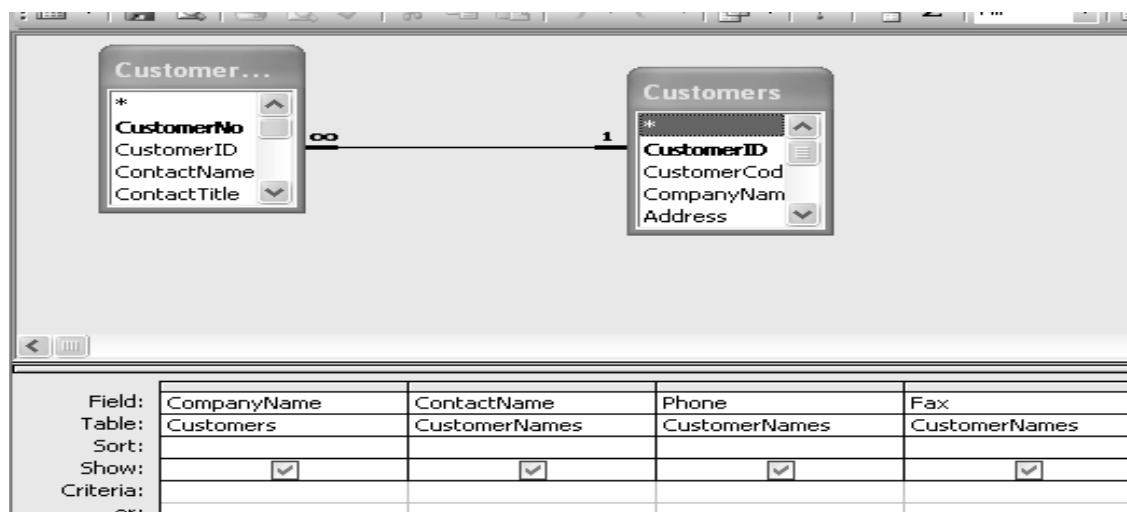 Customer...
*
CustomerNo
CustomerID
ContactName
ContactTitle
∞
1
Customers
*
CustomerID
CustomerCod
CompanyNam
Address
Field: CompanyName ContactName Phone Fax
Table: Customers CustomerNames CustomerNames CustomerNames
Sort:
Show:
Criteria:
or: